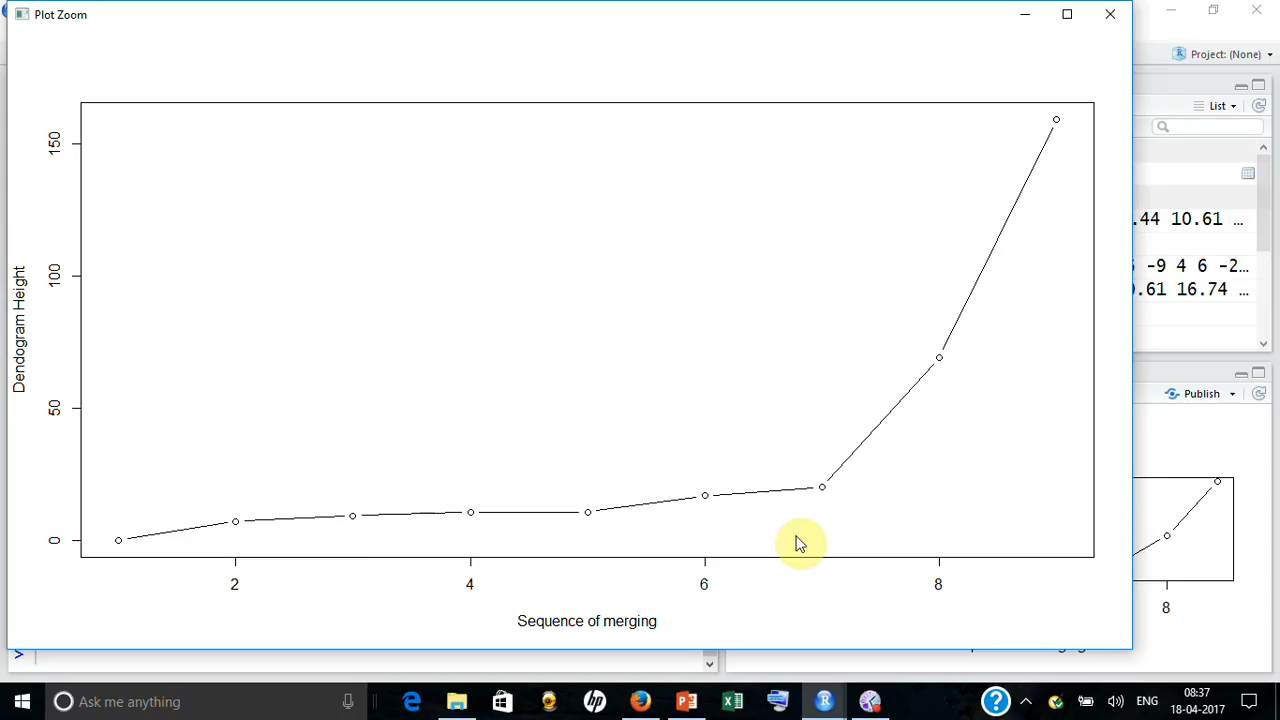 Plot Zoom
Project: (None)
List
.44 10.61 ...
-9 4 6 -2...
.61 16.74 ...
Publish
150
100
50
0
Dendogram Height
2
4
6
8
Sequence of merging
8
>
Ask me anything
ENG
08:37
18-04-2017